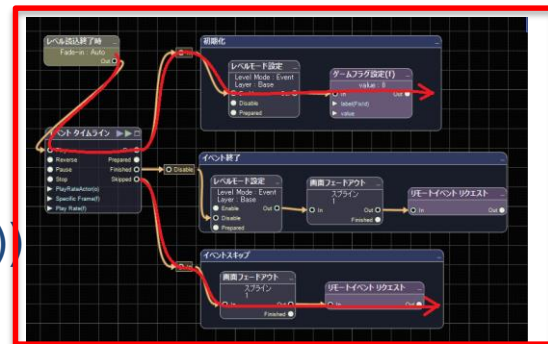 レベル読込終了時
Fade-in : Auto
Out
イベントタイムライン
Reverse
Pause
Stop
PlayRateActor(s)
Specific Frame(f)
Play Rate(f)
Prepared
Finished
Skipped
初期化
レベルモード設定
Level Mode : Event
Layer : Base
Disable
Prepared
ゲームフラグ設定(f)
value : 0
In
Out
label(Fixid)
value
Disable
イベント終了
レベルモード設定
Level Mode : Event
Layer : Base
Enable
Out
Disable
Prepared
画面フェードアウト
スプライン
1
In
Out
Finished
リモートイベント リクエスト
In
Out
In
イベントスキップ
画面フェードアウト
スプライン
1
In
Out
Finished
リモートイベント リクエスト
In
Out
)